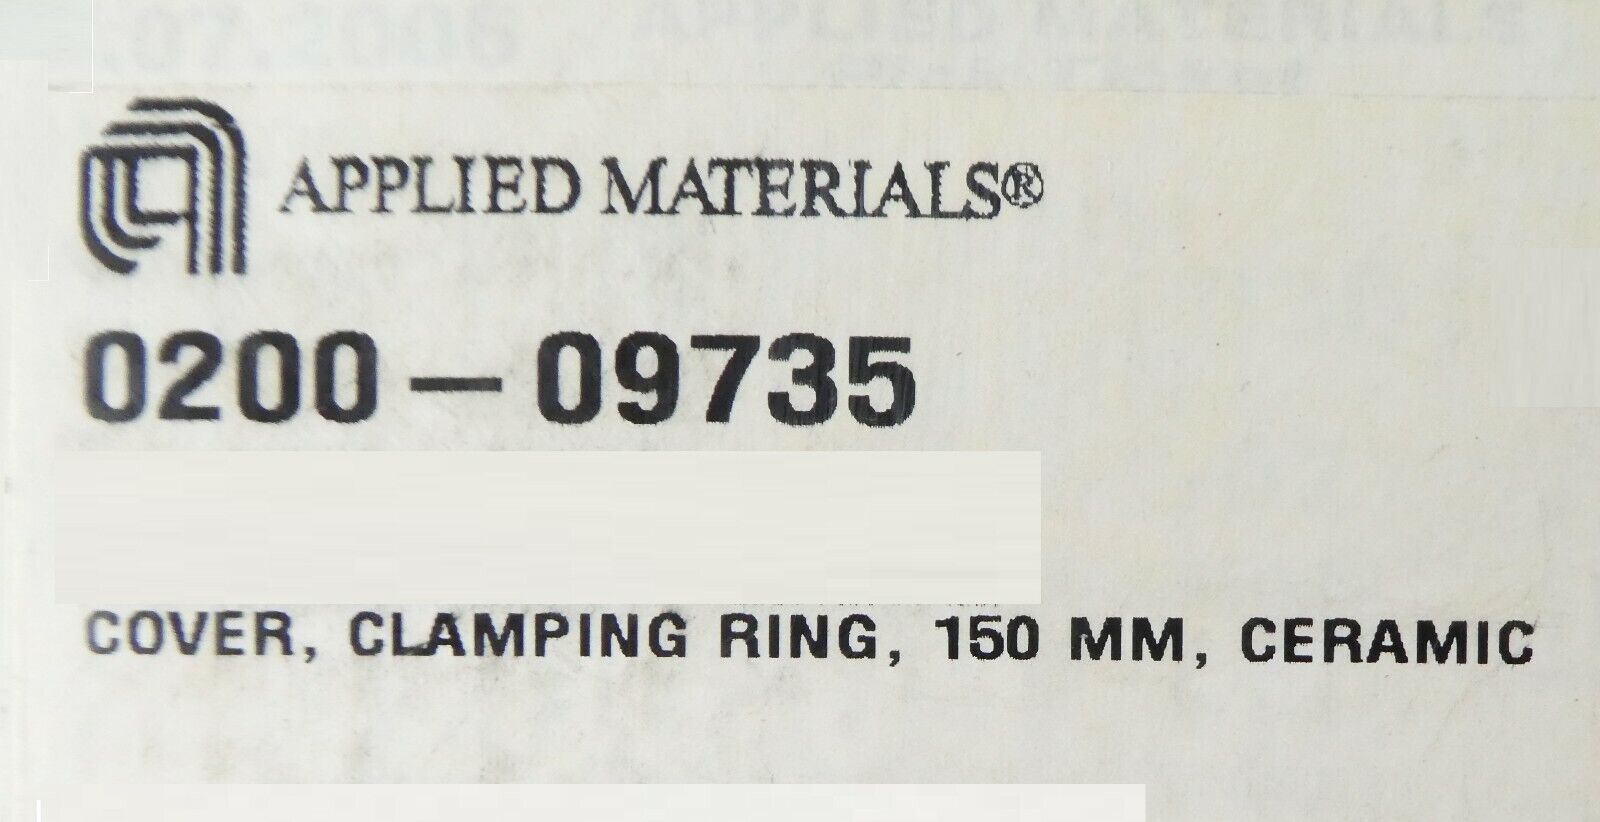 APPLIED MATERIALS®
0200-09735
COVER, CLAMPING RING, 150 MM, CERAMIC